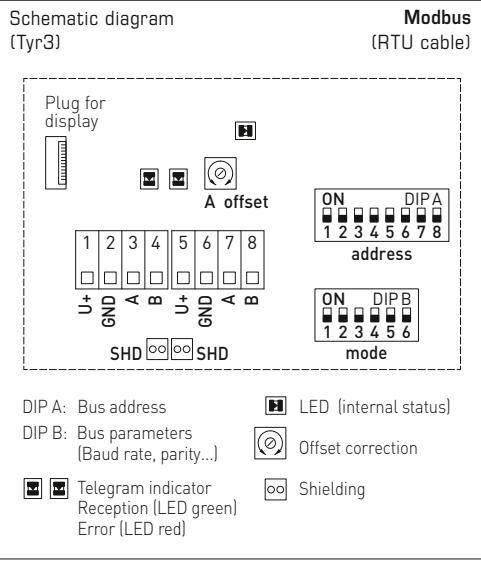 Schematic diagram
(Tyr3)
Modbus
(RTU cable)
Plug for
display
A offset
ON DIP A
1 2 3 4 5 6 7 8
address
1 2 3 4 5 6 7 8
U+ GND A B U+ GND A B
ON DIP B
1 2 3 4 5 6
mode
SHD SHD
DIP A: Bus address
DIP B: Bus parameters
(Baud rate, parity...)
Telegram indicator
Reception (LED green)
Error (LED red)
LED (internal status)
Offset correction
Shielding